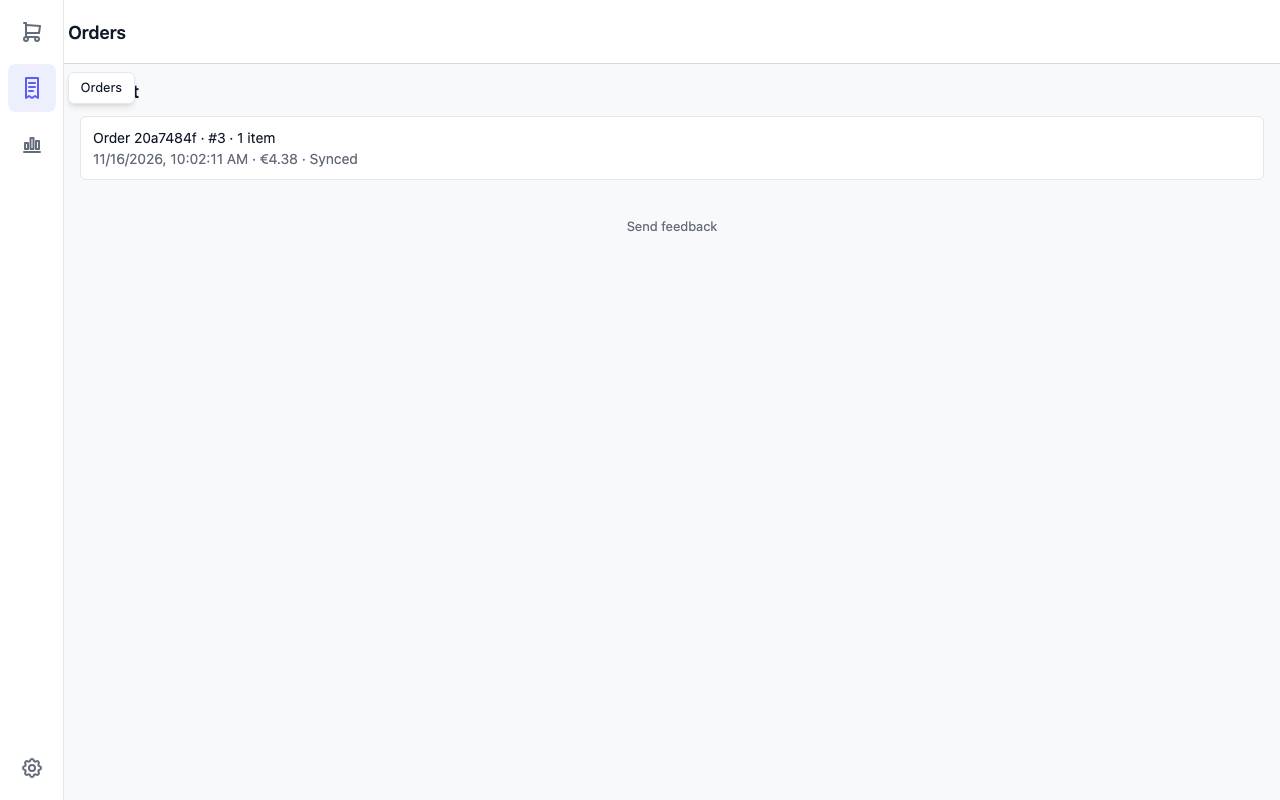 Orders
Orders
Order 20a7484f · #3 · 1 item
11/16/2026, 10:02:11 AM · €4.38 · Synced
Send feedback